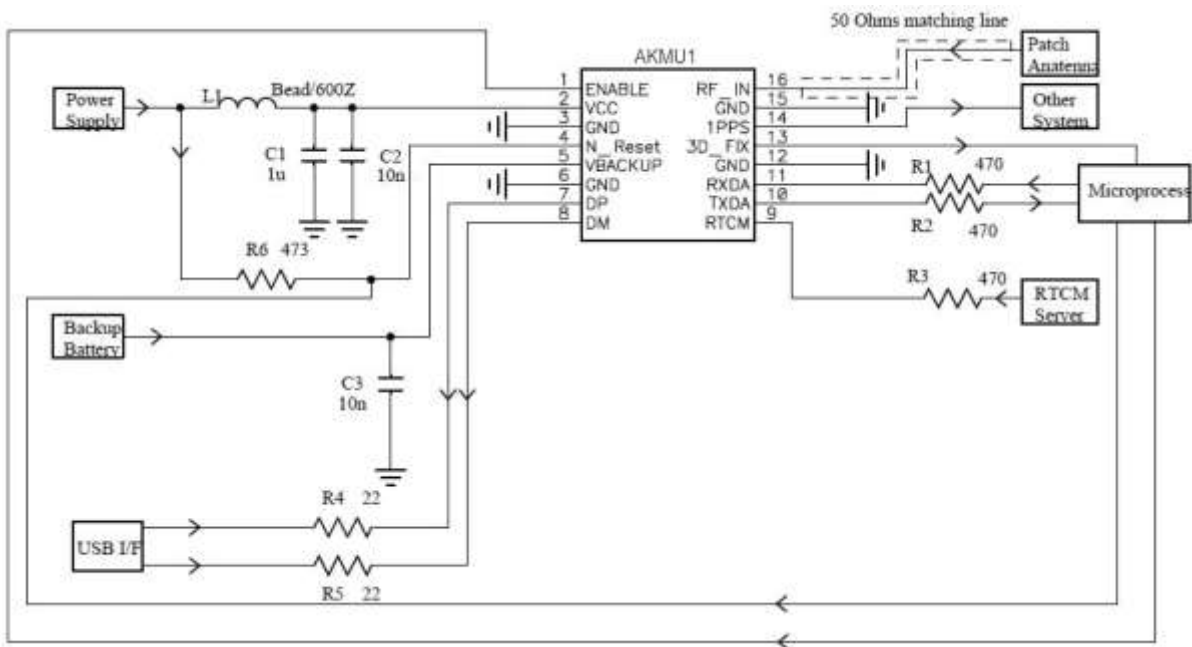 50 Ohms matching line
AKMU1
Patch
Anatenna
Power
Supply
L1
Bead/600Z
1 ENABLE RF_IN 16
2 VCC GND 15
3 GND 1PPS 14
4 N_Reset 3D_FIX 13
5 VBACKUP GND 12
6 GND RXDA 11
7 DP TXDA 10
8 DM RTCM 9
Other
System
C1
1u
C2
10n
R1 470
R2 470
Microprocess
R6 473
R3 470
RTCM
Server
Backup
Battery
C3
10n
R4 22
USB I/F
R5 22